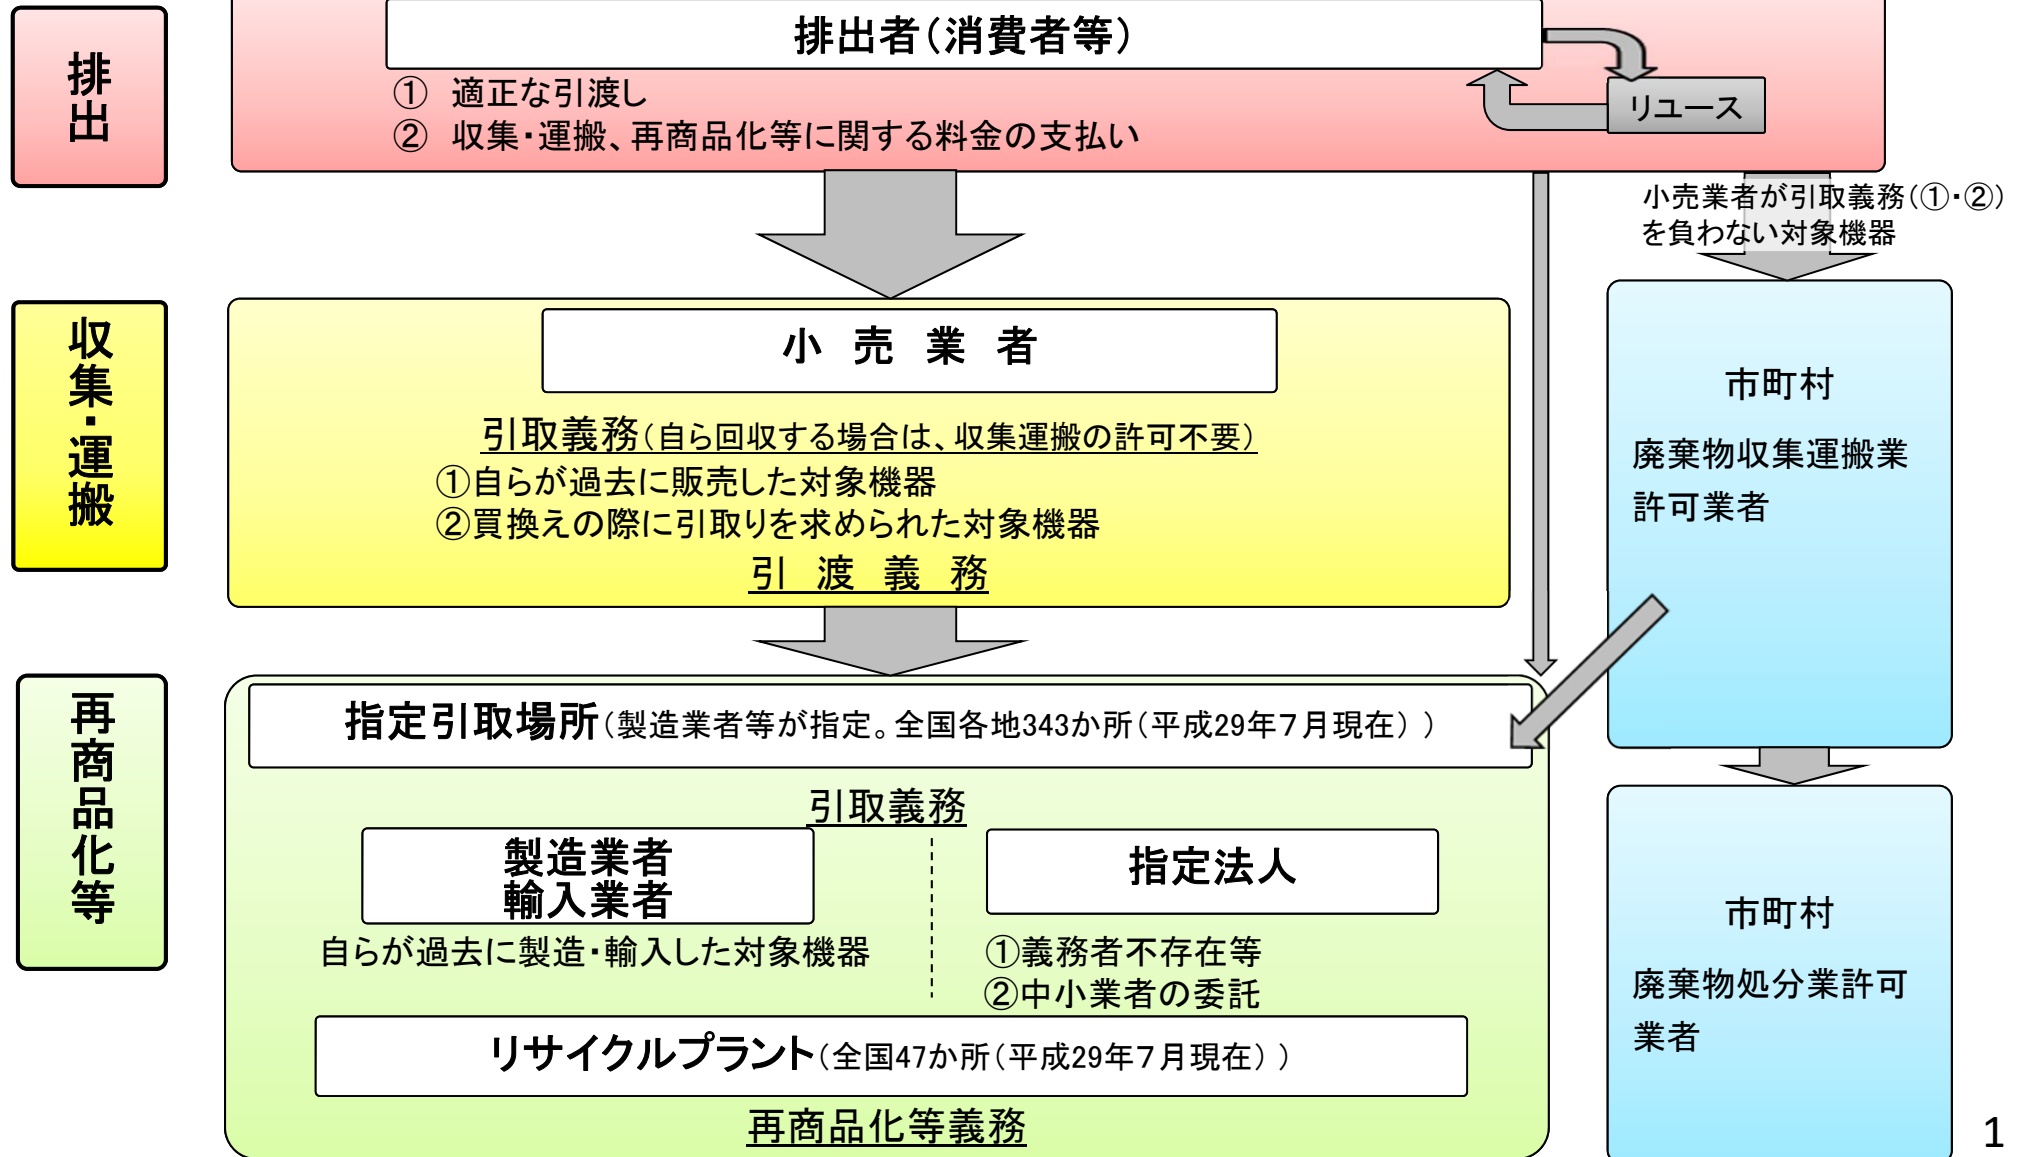 排出
排出者(消費者等)
① 適正な引渡し
② 収集・運搬、再商品化等に関する料金の支払い
リユース
小売業者が引取義務(①・②)
を負わない対象機器
収集・運搬
小売業者
引取義務(自ら回収する場合は、収集運搬の許可不要)
①自らが過去に販売した対象機器
②買換えの際に引取りを求められた対象機器
引渡義務
市町村
廃棄物収集運搬業
許可業者
再商品化等
指定引取場所(製造業者等が指定。全国各地343か所(平成29年7月現在))
引取義務
製造業者
輸入業者
自らが過去に製造・輸入した対象機器
指定法人
①義務者不存在等
②中小業者の委託
リサイクルプラント(全国47か所(平成29年7月現在))
再商品化等義務
市町村
廃棄物処分業許可
業者
1